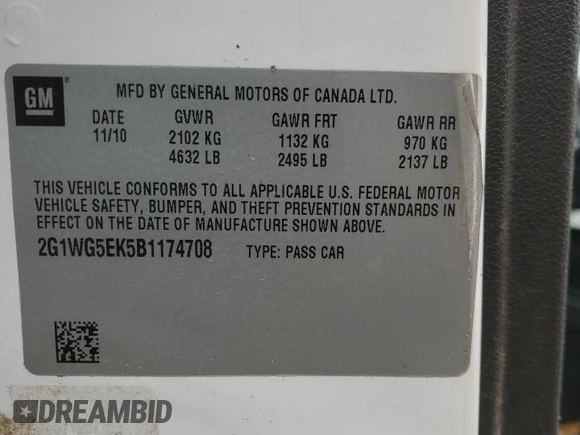 GM ®
MFD BY GENERAL MOTORS OF CANADA LTD.
DATE GVWR GAWR FRT GAWR RR
11/10 2102 KG 1132 KG 970 KG
4632 LB 2495 LB 2137 LB
THIS VEHICLE CONFORMS TO ALL APPLICABLE U.S. FEDERAL MOTOR
VEHICLE SAFETY, BUMPER, AND THEFT PREVENTION STANDARDS IN
EFFECT ON THE DATE OF MANUFACTURE SHOWN ABOVE.
2G1WG5EK5B1174708 TYPE: PASS CAR
DREAMBID